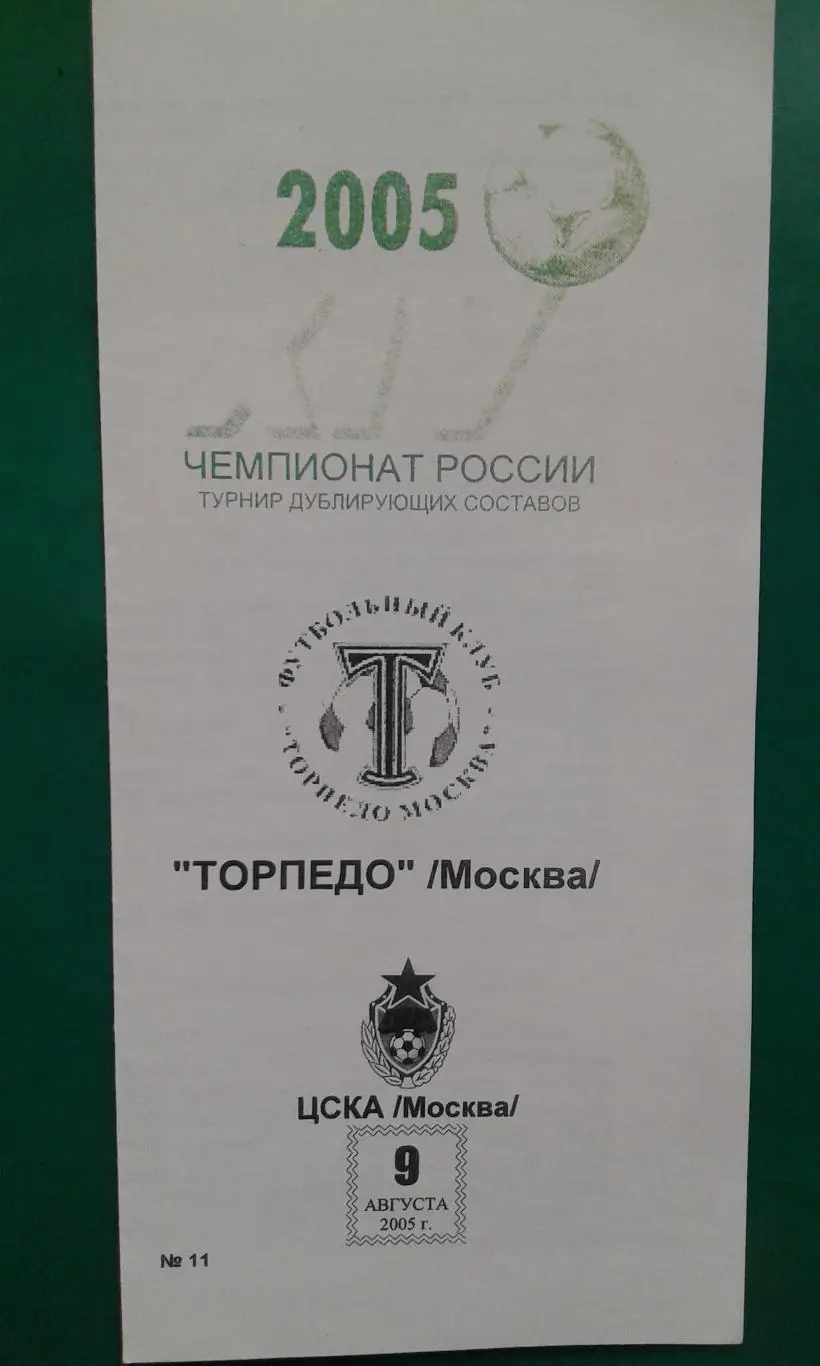 2005
ЧЕМПИОНАТ РОССИИ
ТУРНИР ДУБЛИРУЮЩИХ СОСТАВОВ
ФУТБОЛЬНЫЙ КЛУБ
"ТОРПЕДО МОСКВА"
Т
"ТОРПЕДО" /Москва/
ЦСКА /Москва/
9
АВГУСТА
2005 г.
№ 11